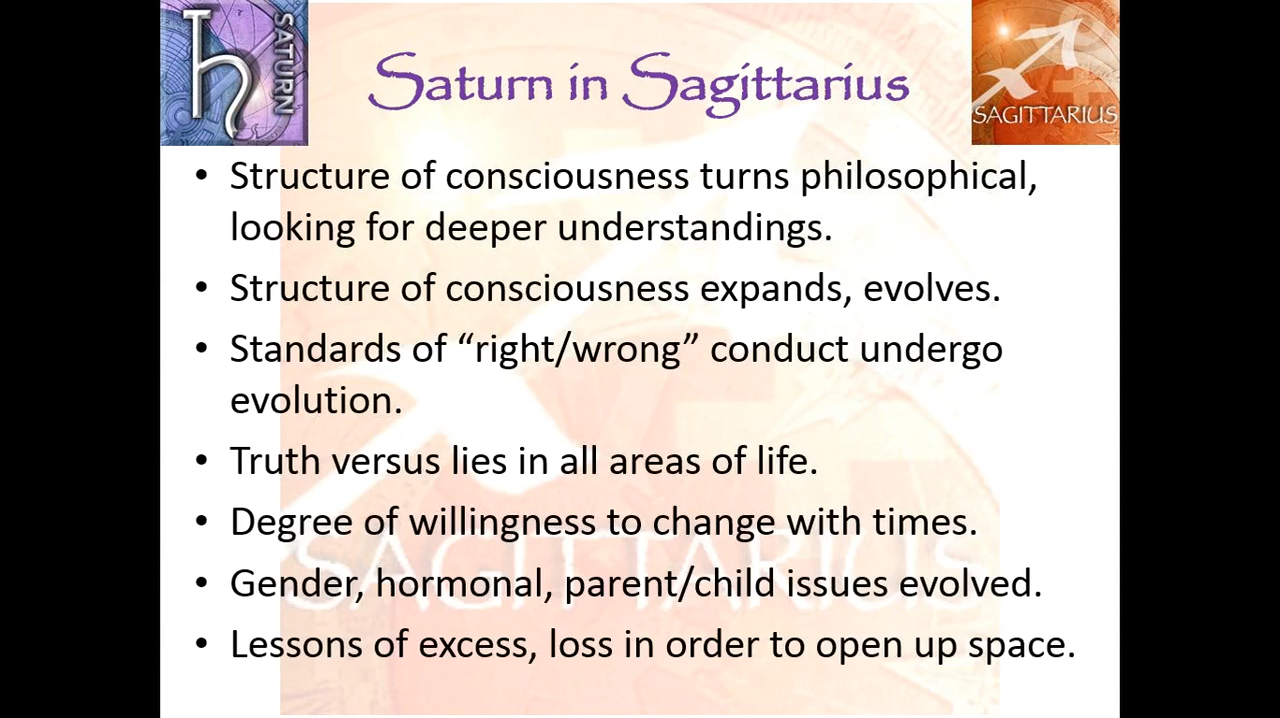 SATURN
Saturn in Sagittarius
SAGITTARIUS
• Structure of consciousness turns philosophical,
looking for deeper understandings.
• Structure of consciousness expands, evolves.
• Standards of “right/wrong” conduct undergo
evolution.
• Truth versus lies in all areas of life.
• Degree of willingness to change with times.
• Gender, hormonal, parent/child issues evolved.
• Lessons of excess, loss in order to open up space.
SAGITTARIUS